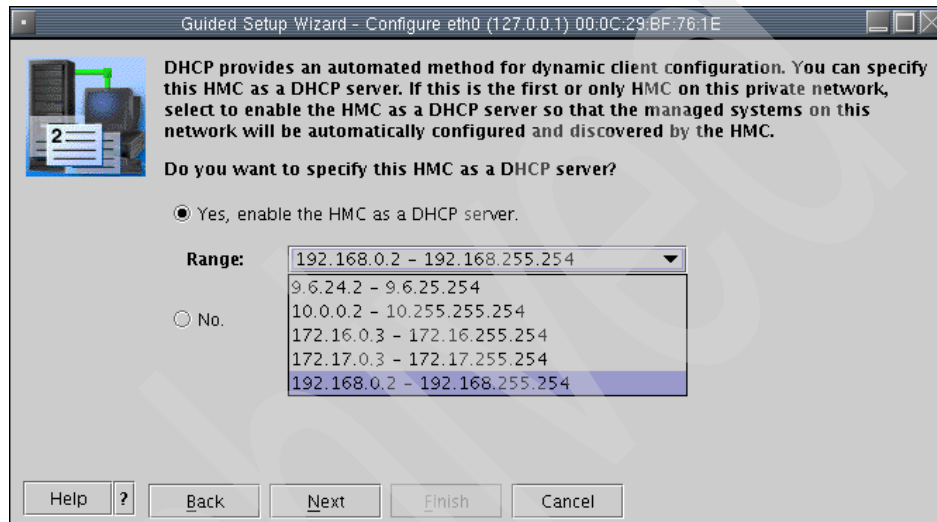 Guided Setup Wizard - Configure eth0 (127.0.0.1) 00:0C:29:BF:76:1E
DHCP provides an automated method for dynamic client configuration. You can specify
this HMC as a DHCP server. If this is the first or only HMC on this private network,
select to enable the HMC as a DHCP server so that the managed systems on this
network will be automatically configured and discovered by the HMC.
Do you want to specify this HMC as a DHCP server?
Yes, enable the HMC as a DHCP server.
Range:
192.168.0.2 - 192.168.255.254
9.6.24.2 - 9.6.25.254
10.0.0.2 - 10.255.255.254
172.16.0.3 - 172.16.255.254
172.17.0.3 - 172.17.255.254
192.168.0.2 - 192.168.255.254
No.
2
Help
?
Back
Next
Finish
Cancel